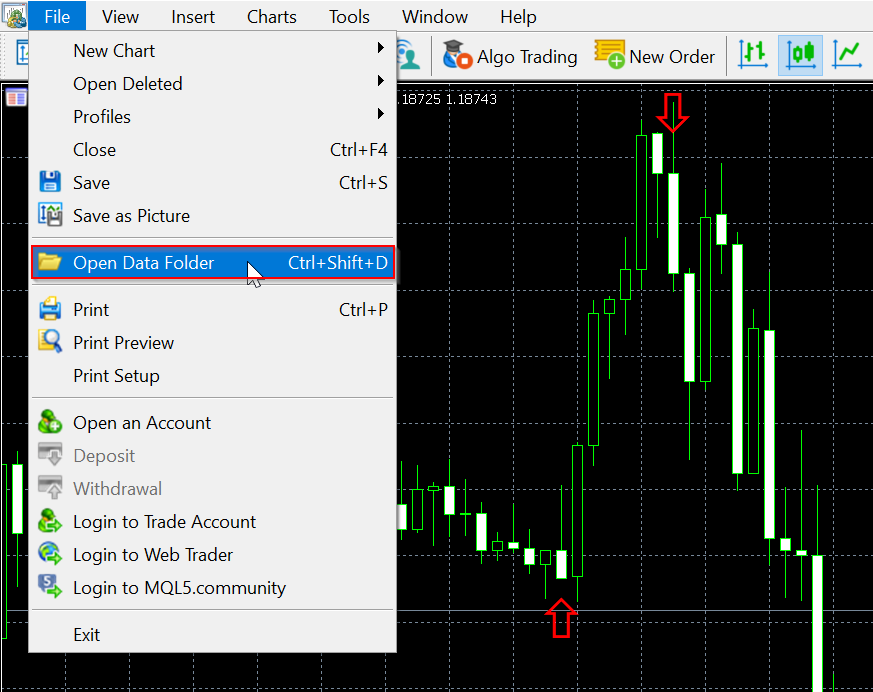 File View Insert Charts Tools Window Help
Algo Trading New Order
.18725 1.18743
New Chart
Open Deleted
Profiles
Close Ctrl+F4
Save Ctrl+S
Save as Picture
Open Data Folder Ctrl+Shift+D
Print Ctrl+P
Print Preview
Print Setup
Open an Account
Deposit
Withdrawal
Login to Trade Account
Login to Web Trader
Login to MQL5.community
Exit